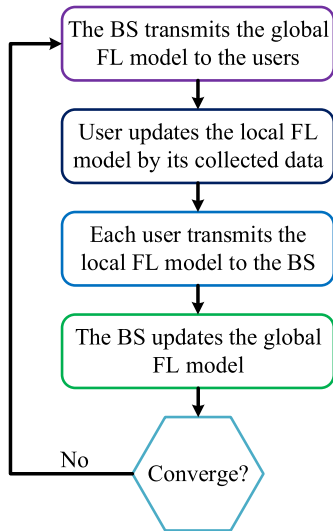 The BS transmits the global
FL model to the users
User updates the local FL
model by its collected data
Each user transmits the
local FL model to the BS
The BS updates the global
FL model
Converge?
No